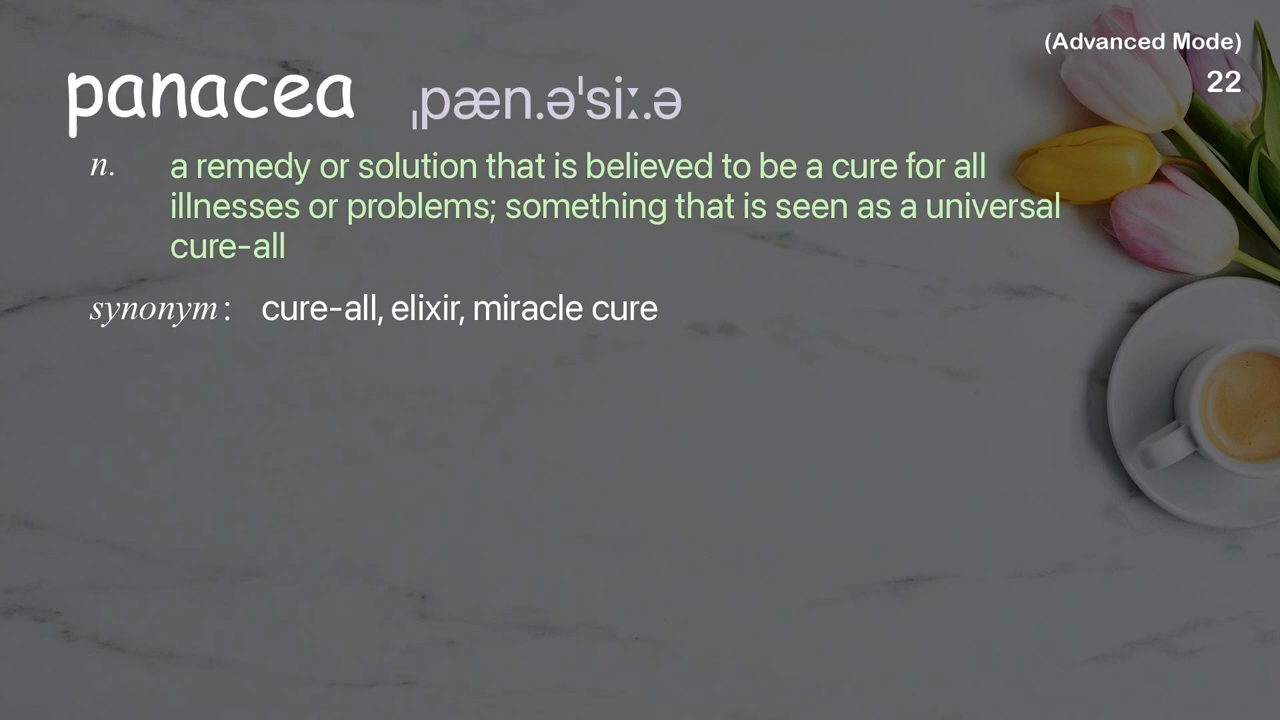 (Advanced Mode)
22
panacea ˌpæn.əˈsiː.ə
n. a remedy or solution that is believed to be a cure for all
illnesses or problems; something that is seen as a universal
cure-all
synonym: cure-all, elixir, miracle cure